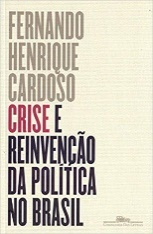 FERNANDO
HENRIQUE
CARDOSO
CRISE E
REINVENÇÃO
DA POLÍTICA
NO BRASIL